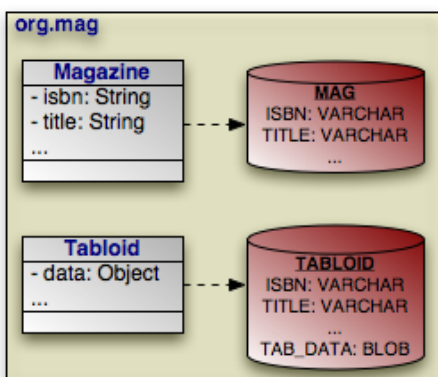 org.mag
Magazine
- isbn: String
- title: String
...
MAG
ISBN: VARCHAR
TITLE: VARCHAR
...
Tabloid
- data: Object
...
TABLOID
ISBN: VARCHAR
TITLE: VARCHAR
...
TAB_DATA: BLOB